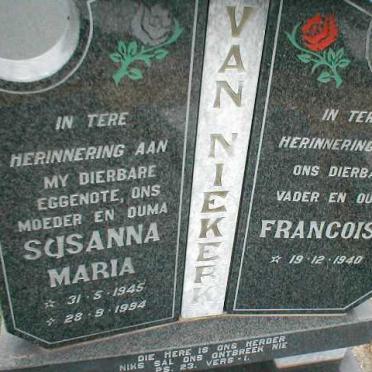 IN TERE
HERINNERING AAN
MY DIERBARE
EGGENOTE, ONS
MOEDER EN OUMA
SUSANNA
MARIA
☆ 31·5·1945
☆ 28·9·1994
VAN NIEKERK
IN
HERINNERING
ONS
VADER EN
FRANCOIS
☆ 19·12·1940
DIE HERE IS ONS HERDER
NIKS SAL ONS ONTBREEK NIE
PS. 23. VERS-1.